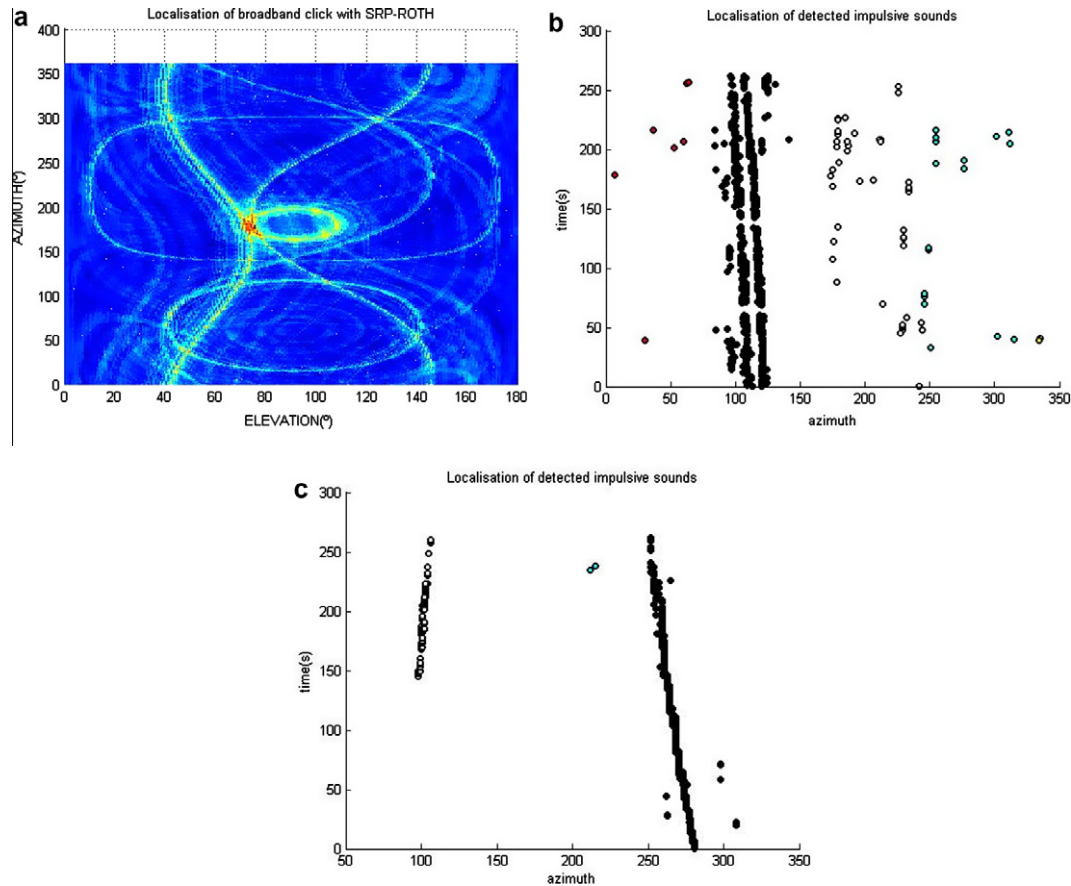 a
Localisation of broadband click with SRP-ROTH
400
350
300
250
200
150
100
50
0
AZIMUTH(º)
0 20 40 60 80 100 120 140 160 180
ELEVATION(º)
b
Localisation of detected impulsive sounds
300
250
200
150
100
50
0
time(s)
0 50 100 150 200 250 300 350
azimuth
c
Localisation of detected impulsive sounds
300
250
200
150
100
50
0
time(s)
50 100 150 200 250 300 350
azimuth